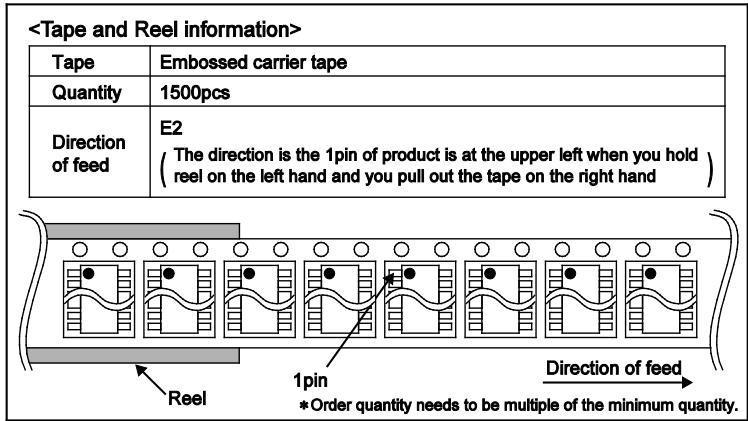 <Tape and Reel information>
Tape Embossed carrier tape
Quantity 1500pcs
Direction of feed E2
( The direction is the 1pin of product is at the upper left when you hold
reel on the left hand and you pull out the tape on the right hand )
Direction of feed
1pin
Reel
*Order quantity needs to be multiple of the minimum quantity.